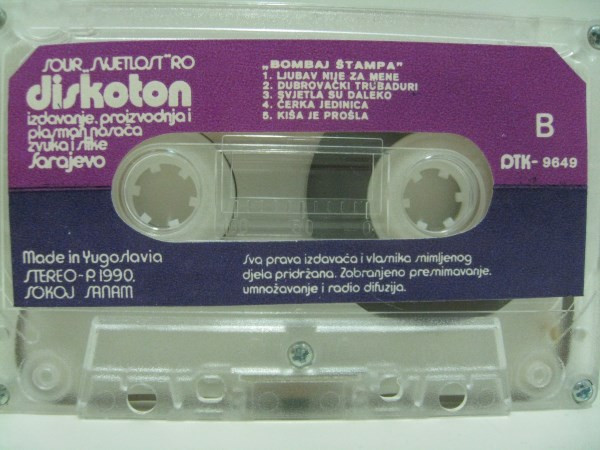 SOUR „SVJETLOST" RO
diskoton
izdavanje, proizvodnja i
plasman nosača
zvuka i slike
Sarajevo
„BOMBAJ ŠTAMPA"
1. LJUBAV NIJE ZA MENE
2. DUBROVAČKI TRUBADURI
3. SVJETLA SU DALEKO
4. ČERKA JEDINICA
5. KIŠA JE PROŠLA
B
DTK- 9649
Made in Yugoslavia
STEREO - P. 1990.
SOKOJ SANAM
Sva prava izdavača i vlasnika snimljenog
djela pridržana. Zabranjeno presnimavanje,
umnožavanje i radio difuzija.